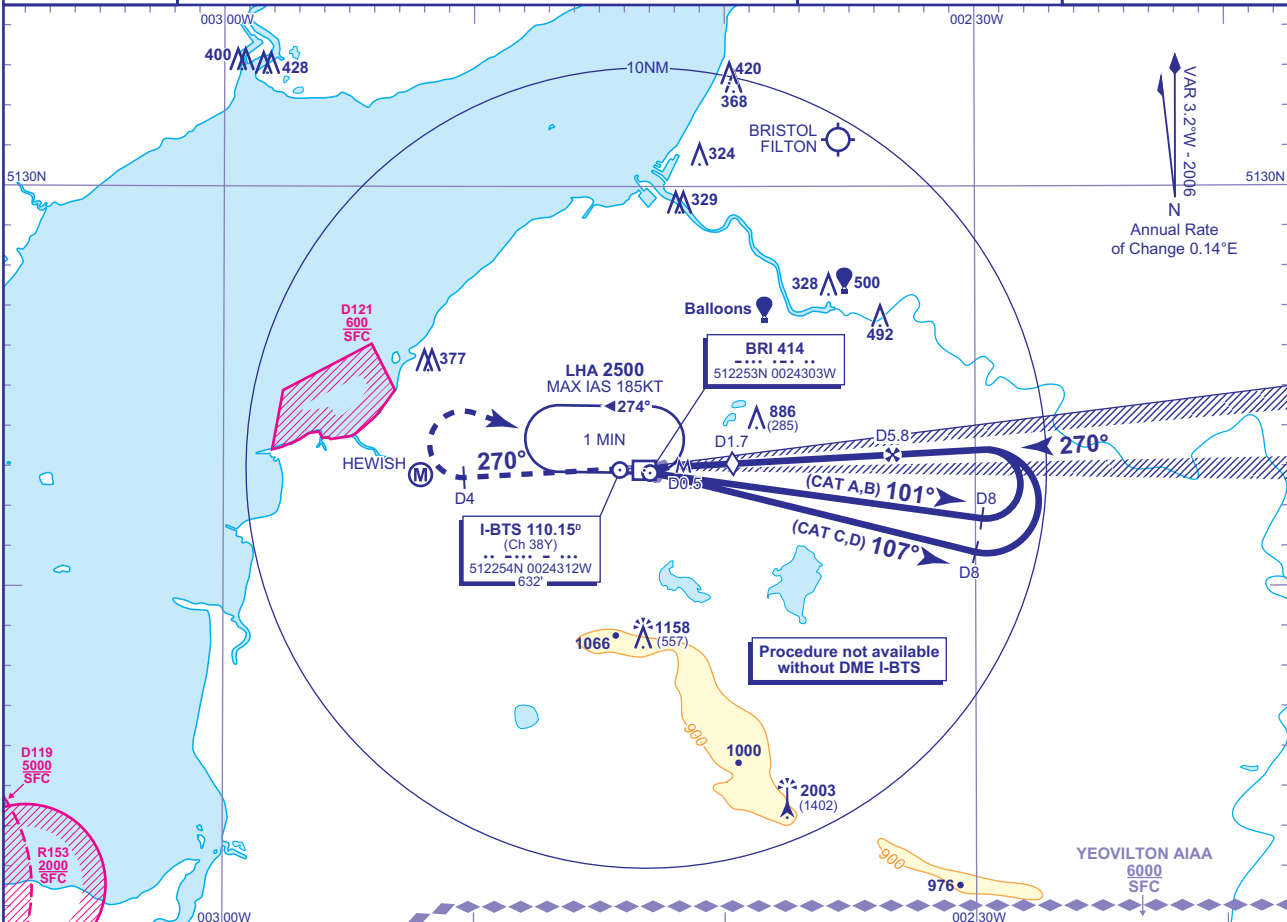 003 00W
002 30W
400
428
10NM
420
368
BRISTOL
FILTON
VAR 3.2°W - 2006
324
5130N
5130N
329
N
Annual Rate
of Change 0.14°E
328
500
D121
600
SFC
Balloons
492
BRI 414
-... .-. ..
512253N 0024303W
377
LHA 2500
MAX IAS 185KT
274°
886
(285)
1 MIN
D1.7
D5.8
270°
HEWISH
M
270°
D4
M
D0.5
(CAT A,B) 101°
D8
(CAT C,D) 107°
D8
I-BTS 110.15ᴰ
(Ch 38Y)
.. -... - ...
512254N 0024312W
632'
1158
(557)
1066
Procedure not available
without DME I-BTS
900
1000
D119
5000
SFC
2003
(1402)
R153
2000
SFC
900
976
YEOVILTON AIAA
6000
SFC
003 00W
002 30W